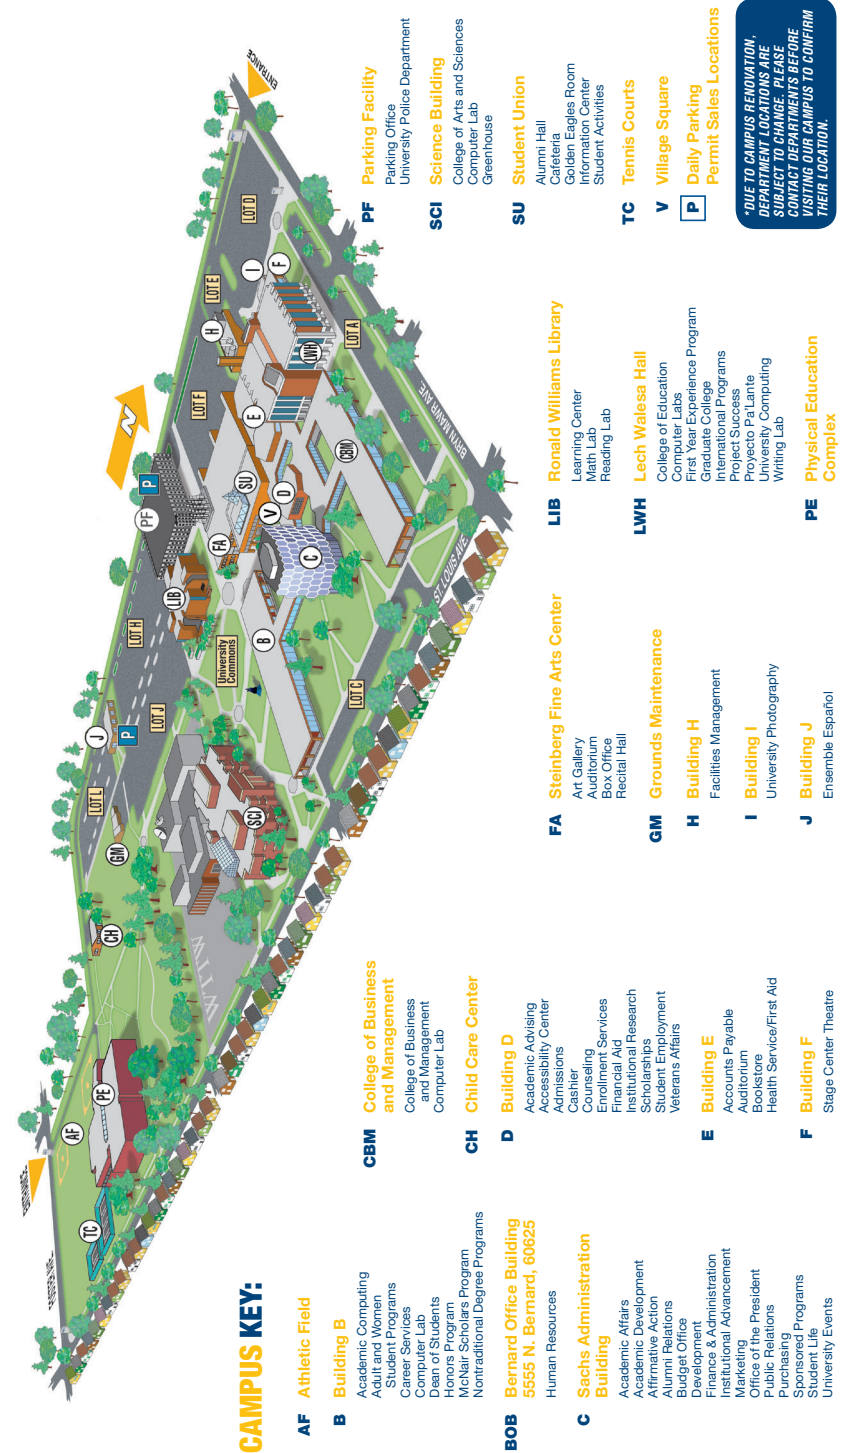 ENTRANCE
LOT D
I
F
LOT E
H
LWH
LOT A
LOT F
E
BRYN MAWR AVE.
N
P
PF
SU
D
V
CBM
FA
C
LIB
ST. LOUIS AVE.
LOT H
University
Commons
B
LOT C
J
P
LOT J
LOT L
GM
SCI
CH
WTTW
PE
AF
TC
CAMPUS KEY:
AF Athletic Field
B Building B
Academic Computing
Adult and Women
Student Programs
Career Services
Computer Lab
Dean of Students
Honors Program
McNair Scholars Program
Nontraditional Degree Programs
BOB Bernard Office Building
5555 N. Bernard, 60625
Human Resources
C Sachs Administration
Building
Academic Affairs
Academic Development
Affirmative Action
Alumni Relations
Budget Office
Development
Finance & Administration
Institutional Advancement
Marketing
Office of the President
Public Relations
Purchasing
Sponsored Programs
Student Life
University Events
CBM College of Business
and Management
College of Business
and Management
Computer Lab
CH Child Care Center
D Building D
Academic Advising
Accessibility Center
Admissions
Cashier
Counseling
Enrollment Services
Financial Aid
Institutional Research
Scholarships
Student Employment
Veterans Affairs
E Building E
Accounts Payable
Auditorium
Bookstore
Health Service/First Aid
F Building F
Stage Center Theatre
FA Steinberg Fine Arts Center
Art Gallery
Auditorium
Box Office
Recital Hall
GM Grounds Maintenance
H Building H
Facilities Management
I Building I
University Photography
J Building J
Ensemble Español
LIB Ronald Williams Library
Learning Center
Math Lab
Reading Lab
LWH Lech Walesa Hall
College of Education
Computer Labs
First Year Experience Program
Graduate College
International Programs
Project Success
Proyecto Pa'Lante
University Computing
Writing Lab
PE Physical Education
Complex
PF Parking Facility
Parking Office
University Police Department
SCI Science Building
College of Arts and Sciences
Computer Lab
Greenhouse
SU Student Union
Alumni Hall
Cafeteria
Golden Eagles Room
Information Center
Student Activities
TC Tennis Courts
V Village Square
P Daily Parking
Permit Sales Locations
*DUE TO CAMPUS RENOVATION,
DEPARTMENT LOCATIONS ARE
SUBJECT TO CHANGE. PLEASE
CONTACT DEPARTMENTS BEFORE
VISITING OUR CAMPUS TO CONFIRM
THEIR LOCATION.